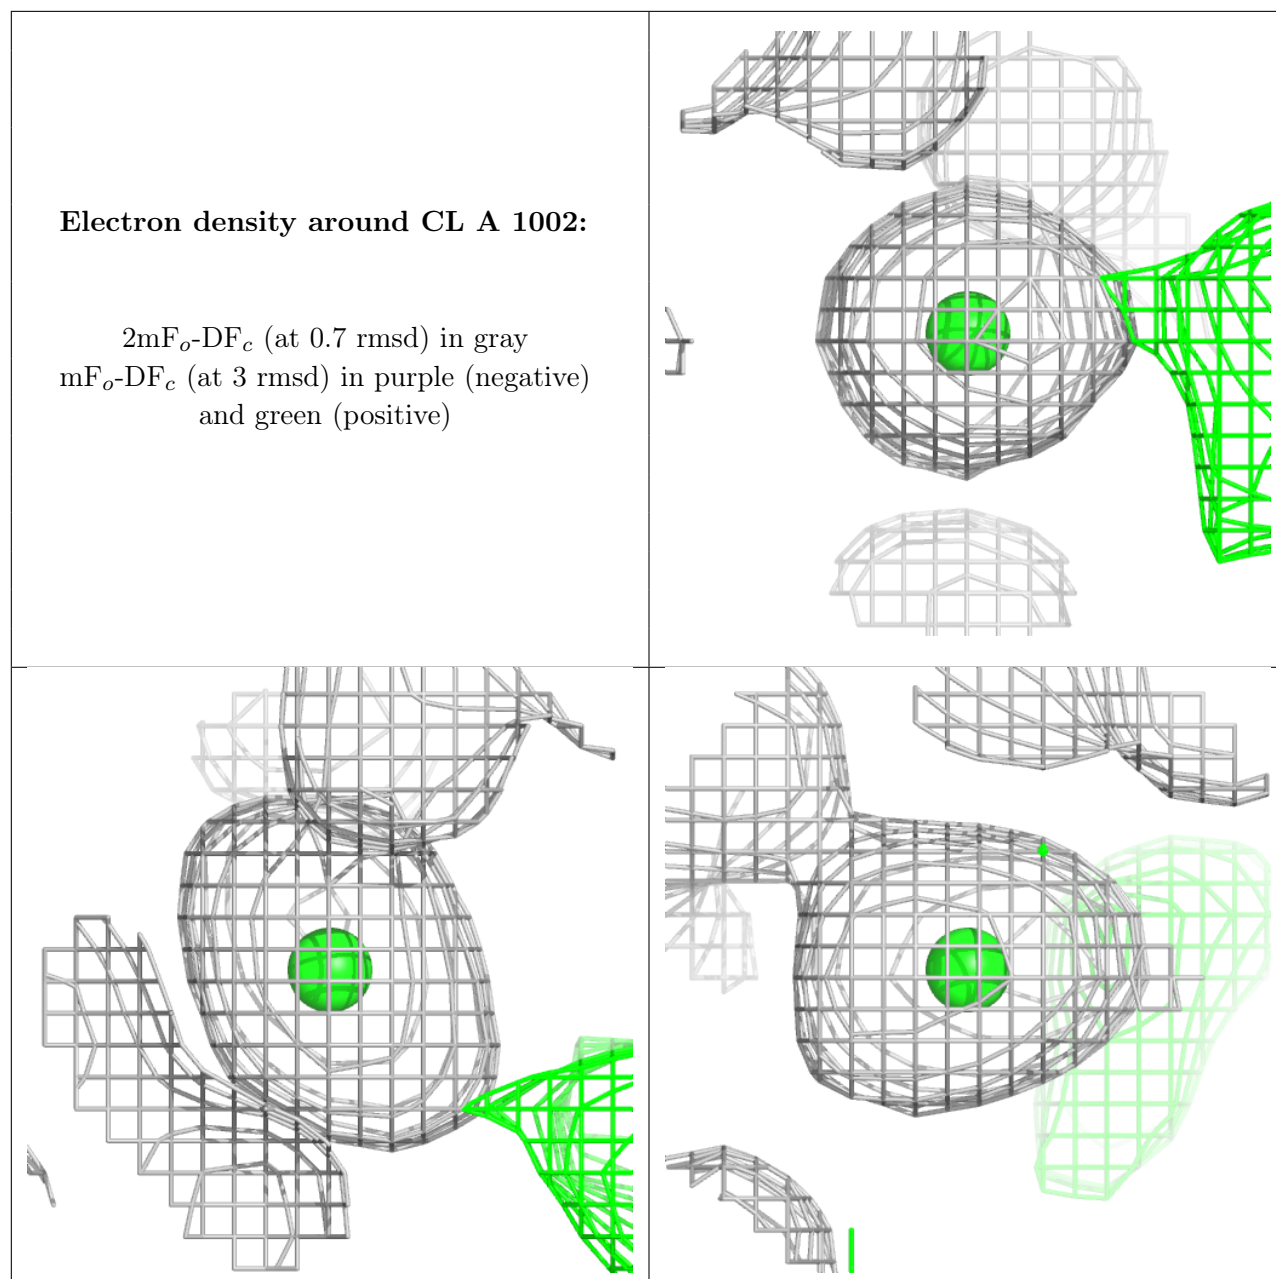 Electron density around CL A 1002:
2mFo-DFc (at 0.7 rmsd) in gray
mFo-DFc (at 3 rmsd) in purple (negative)
and green (positive)